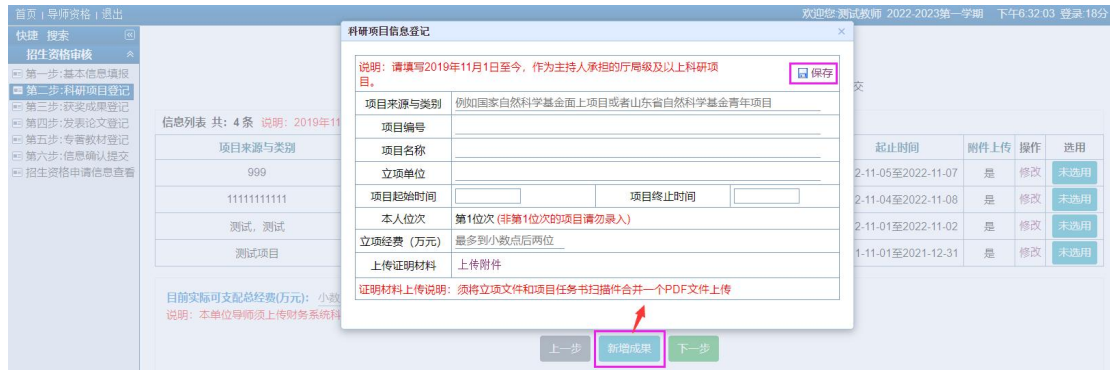 首页 | 导师资格 | 退出
欢迎您:测试教师 2022-2023第一学期 下午6:32:03 登录:18分
快捷 搜索
招生资格审核
第一步:基本信息填报
第二步:科研项目登记
第三步:获奖成果登记
第四步:发表论文登记
第五步:专著教材登记
第六步:信息确认提交
招生资格申请信息查看
交
信息列表 共: 4 条 说明: 2019年11
项目来源与类别 起止时间 附件上传 操作 选用
999 2-11-05至2022-11-07 是 修改 未选用
11111111111 2-11-04至2022-11-08 是 修改 未选用
测试, 测试 2-11-01至2022-11-02 是 修改 未选用
测试项目 1-11-01至2021-12-31 是 修改 未选用
目前实际可支配总经费(万元): 小数
说明: 本单位导师须上传财务系统科
科研项目信息登记
说明: 请填写2019年11月1日至今, 作为主持人承担的厅局级及以上科研项
目。
保存
项目来源与类别 例如国家自然科学基金面上项目或者山东省自然科学基金青年项目
项目编号
项目名称
立项单位
项目起始时间 项目终止时间
本人位次 第1位次 (非第1位次的项目请勿录入)
立项经费 (万元) 最多到小数点后两位
上传证明材料 上传附件
证明材料上传说明: 须将立项文件和项目任务书扫描件合并一个PDF文件上传
上一步 新增成果 下一步